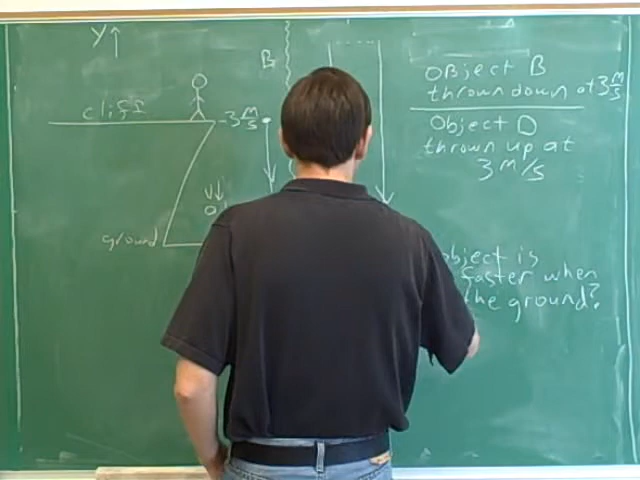 Y
B
cliff
-3 M/s
V
ground
Object B
thrown down at 3 M/s
Object D
thrown up at
3 M/s
object is
faster when
the ground?